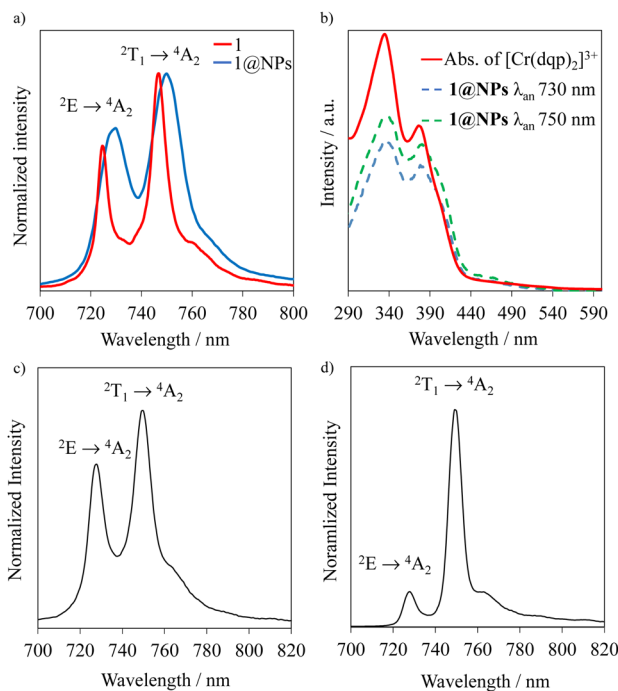 a)
²T₁ → ⁴A₂
1
1@NPs
²E → ⁴A₂
Normalized intensity
700 720 740 760 780 800
Wavelength / nm
b)
Abs. of [Cr(dqp)₂]³⁺
1@NPs λₐₙ 730 nm
1@NPs λₐₙ 750 nm
Intensity / a.u.
290 340 390 440 490 540 590
Wavelength / nm
c)
²T₁ → ⁴A₂
²E → ⁴A₂
Normalized Intensity
700 720 740 760 780 800 820
Wavelength / nm
d)
²T₁ → ⁴A₂
²E → ⁴A₂
Noramlized Intensity
700 720 740 760 780 800 820
Wavelength / nm